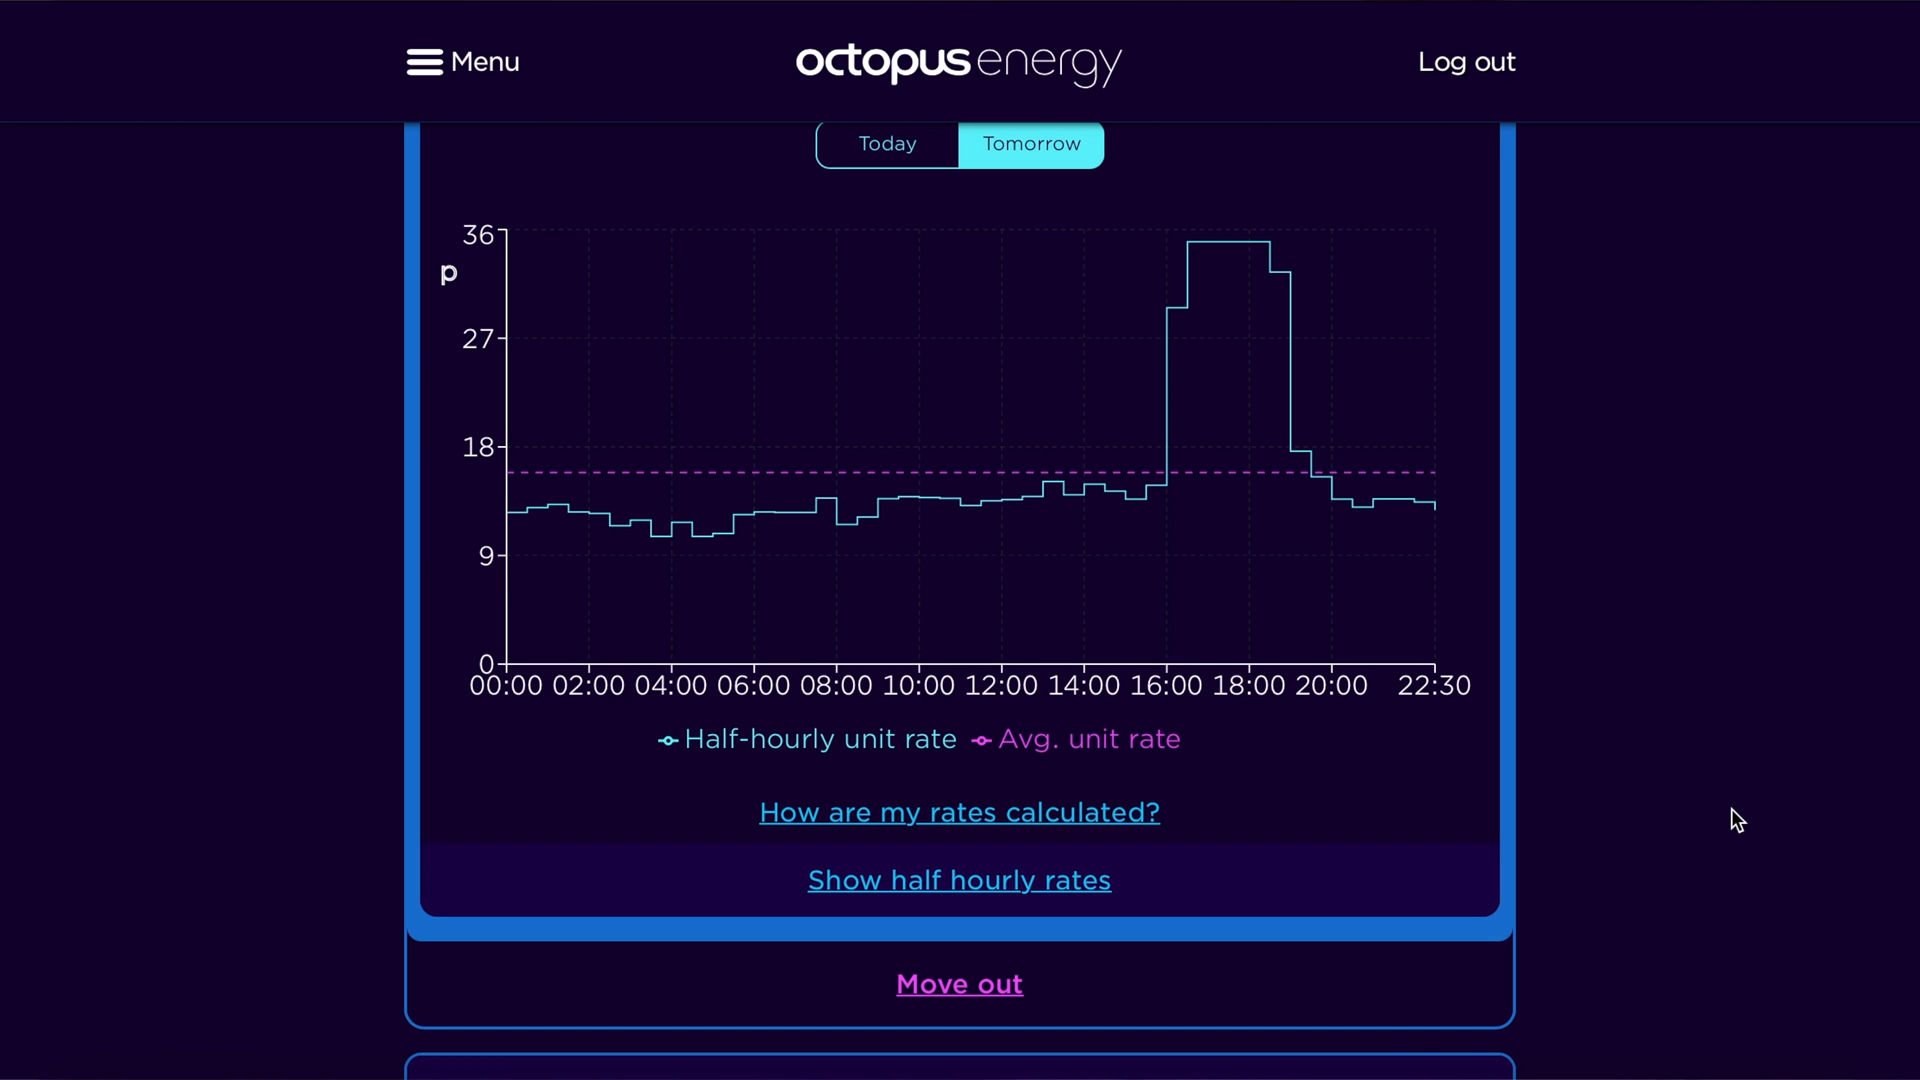 Menu
octopusenergy
Log out
Today Tomorrow
36
p
27
18
9
0
00:00 02:00 04:00 06:00 08:00 10:00 12:00 14:00 16:00 18:00 20:00 22:30
Half-hourly unit rate Avg. unit rate
How are my rates calculated?
Show half hourly rates
Move out